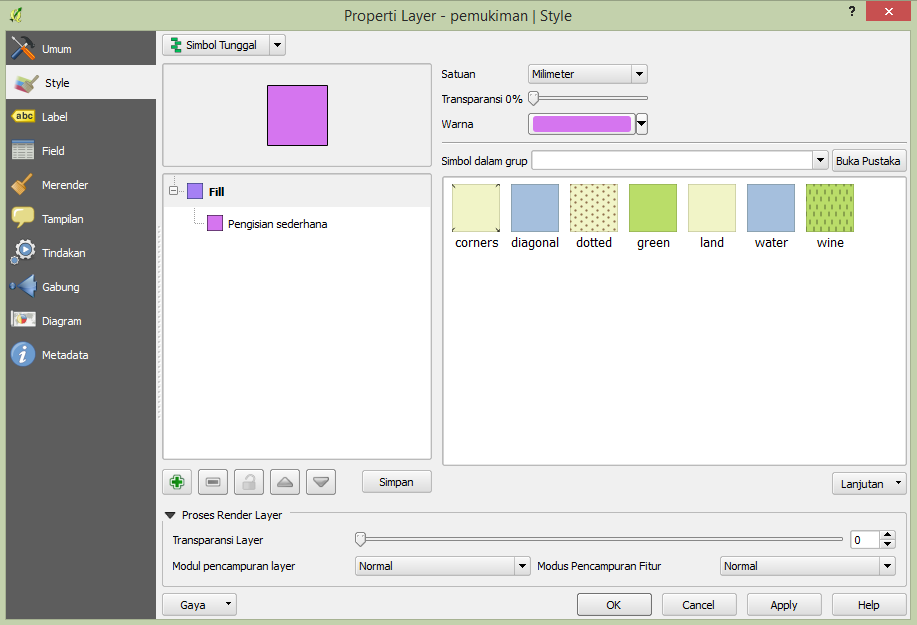 Properti Layer - pemukiman | Style
?
Umum
Style
abc
Label
Field
Merender
Tampilan
Tindakan
Gabung
Diagram
Metadata
Simbol Tunggal
Fill
Pengisian sederhana
Simpan
Satuan
Milimeter
Transparansi 0%
Warna
Simbol dalam grup
Buka Pustaka
corners diagonal dotted green land water wine
Lanjutan
Proses Render Layer
Transparansi Layer
0
Modul pencampuran layer
Normal
Modus Pencampuran Fitur
Normal
Gaya
OK
Cancel
Apply
Help